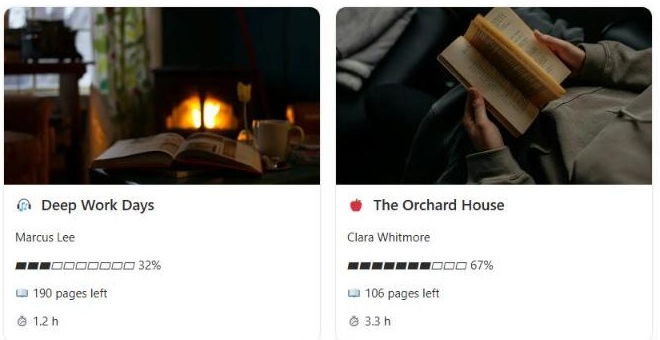 Deep Work Days
Marcus Lee
32%
190 pages left
1.2 h
The Orchard House
Clara Whitmore
67%
106 pages left
3.3 h